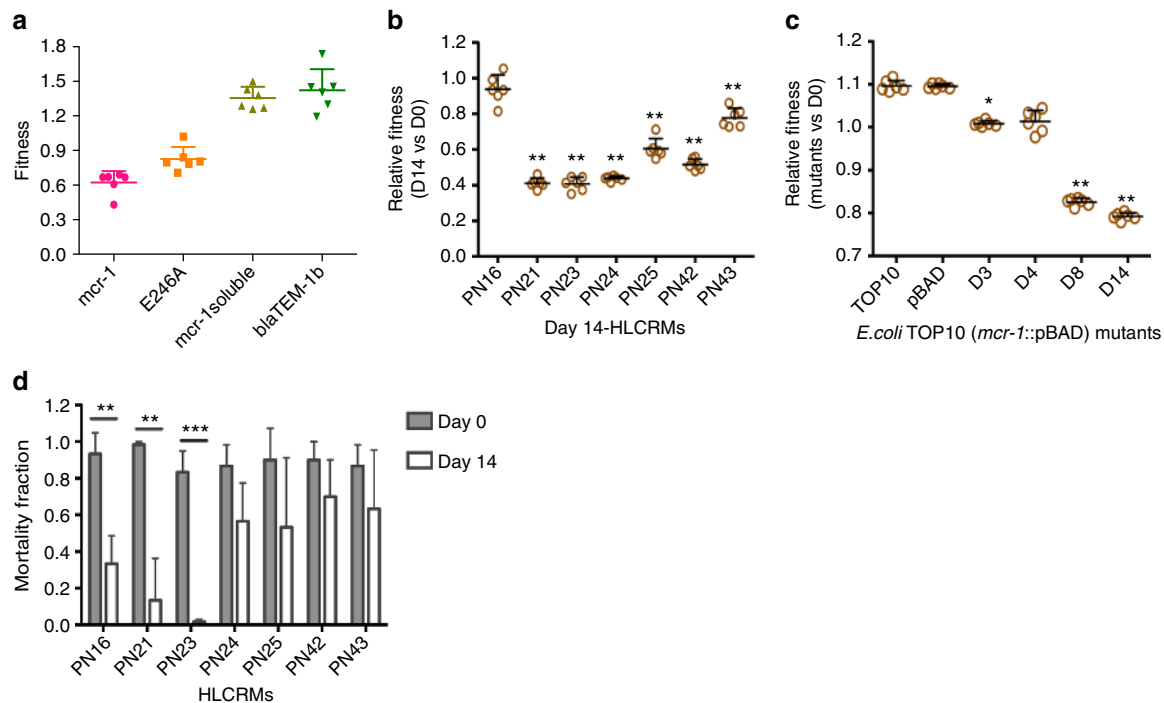 a
Fitness
1.8
1.5
1.2
0.9
0.6
0.3
0.0
mcr-1
E246A
mcr-1soluble
blaTEM-1b
b
Relative fitness
(D14 vs D0)
1.2
1.0
0.8
0.6
0.4
0.2
0.0
**
**
**
**
**
**
PN16
PN21
PN23
PN24
PN25
PN42
PN43
Day 14-HLCRMs
c
Relative fitness
(mutants vs D0)
1.2
1.1
1.0
0.9
0.8
0.7
*
**
**
TOP10
pBAD
D3
D4
D8
D14
E.coli TOP10 (mcr-1::pBAD) mutants
d
Mortality fraction
1.2
1.0
0.8
0.6
0.4
0.2
0.0
**
**
***
Day 0
Day 14
PN16
PN21
PN23
PN24
PN25
PN42
PN43
HLCRMs